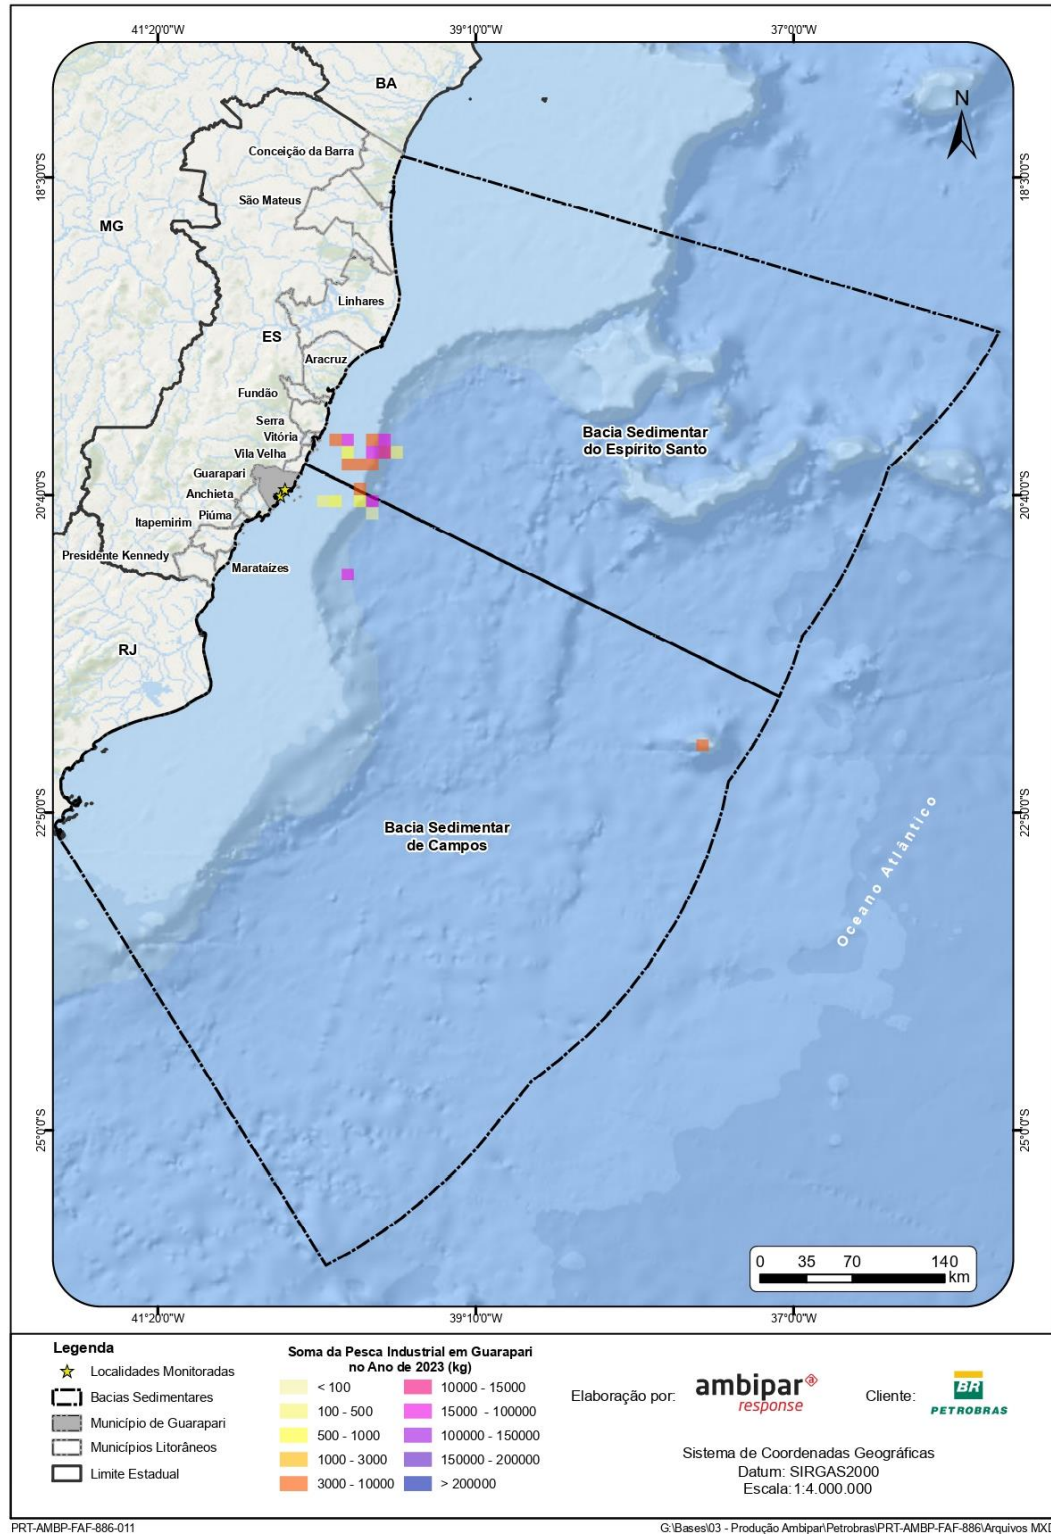 41°20'0"W
39°10'0"W
37°0'0"W
BA
N
Conceição da Barra
18°30'0"S
18°30'0"S
São Mateus
MG
Linhares
ES
Aracruz
Fundão
Serra
Vitória
Vila Velha
Bacia Sedimentar
do Espírito Santo
Guarapari
Anchieta
20°40'0"S
20°40'0"S
Piúma
Itapemirim
Presidente Kennedy
Marataízes
RJ
22°50'0"S
22°50'0"S
Bacia Sedimentar
de Campos
Oceano Atlântico
25°0'0"S
25°0'0"S
0 35 70 140
km
41°20'0"W
39°10'0"W
37°0'0"W
Legenda
Localidades Monitoradas
Bacias Sedimentares
Município de Guarapari
Municípios Litorâneos
Limite Estadual
Soma da Pesca Industrial em Guarapari
no Ano de 2023 (kg)
< 100
100 - 500
500 - 1000
1000 - 3000
3000 - 10000
10000 - 15000
15000 - 100000
100000 - 150000
150000 - 200000
> 200000
Elaboração por:
ambipar
response
Cliente:
BR
PETROBRAS
Sistema de Coordenadas Geográficas
Datum: SIRGAS2000
Escala:1:4.000.000
PRT-AMBP-FAF-886-011
G:\Bases\03 - Produção Ambipar\Petrobras\PRT-AMBP-FAF-886\Arquivos